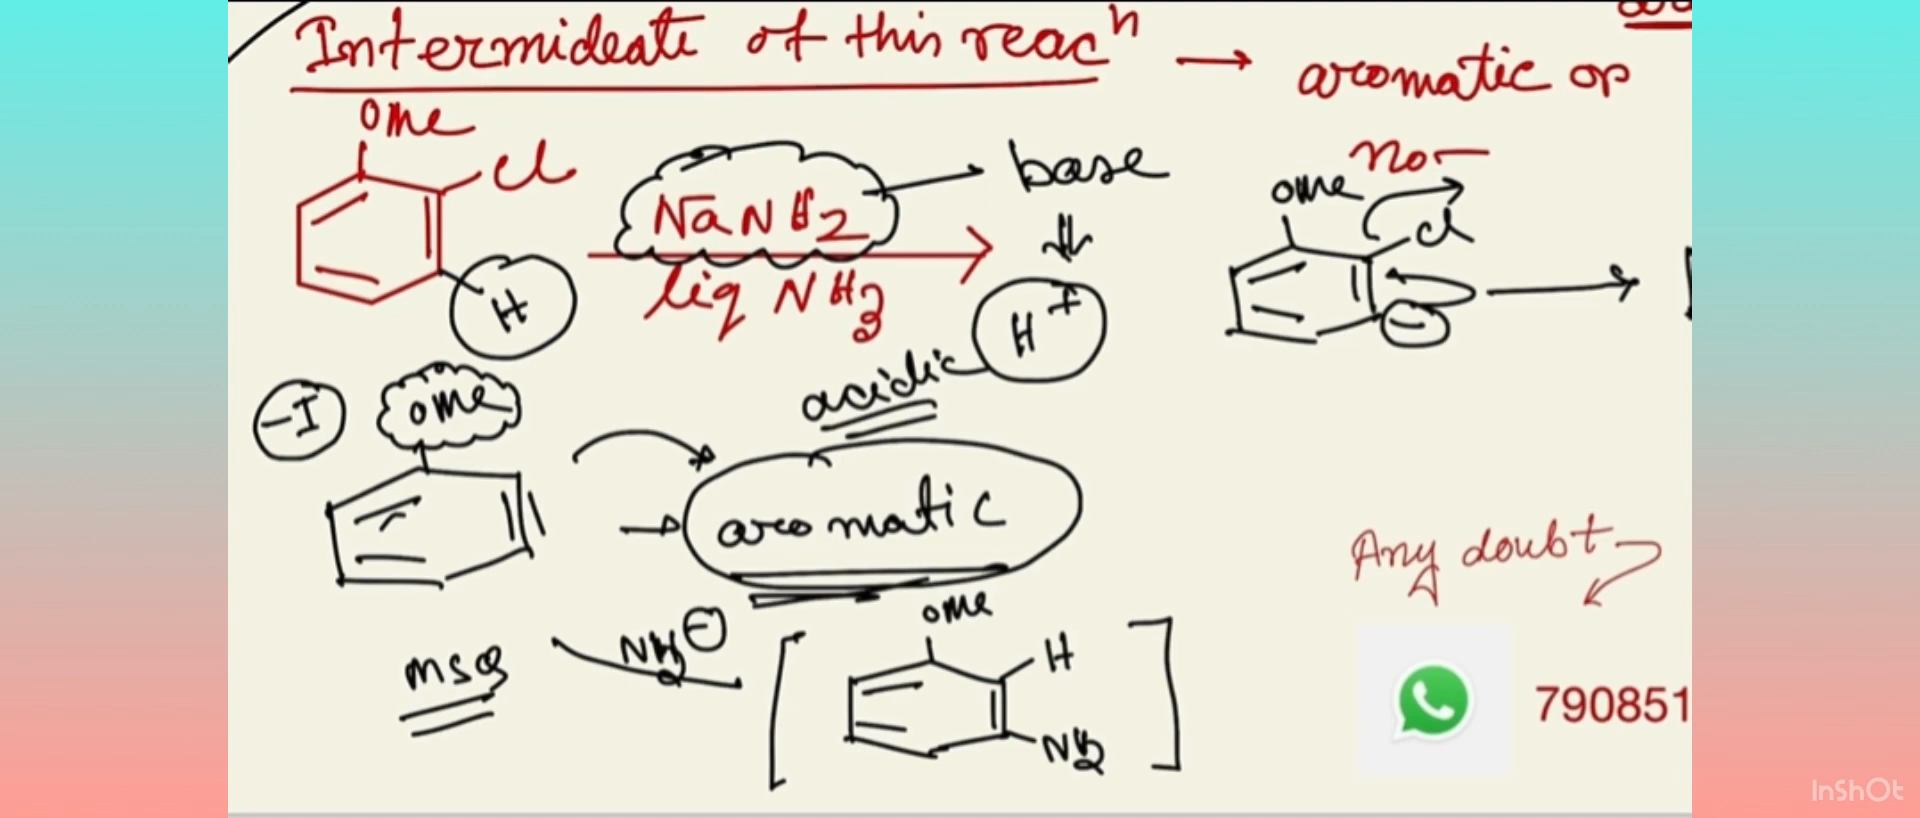 Intermideate of this reacn → aromatic or
no-
OMe
Cl
H
NaNH2
liq NH3
base
H+
acidic
OMe
Cl
-
-I
OMe
aromatic
Any doubt
MSQ
NH2-
OMe
H
NH2
790851
InShOt